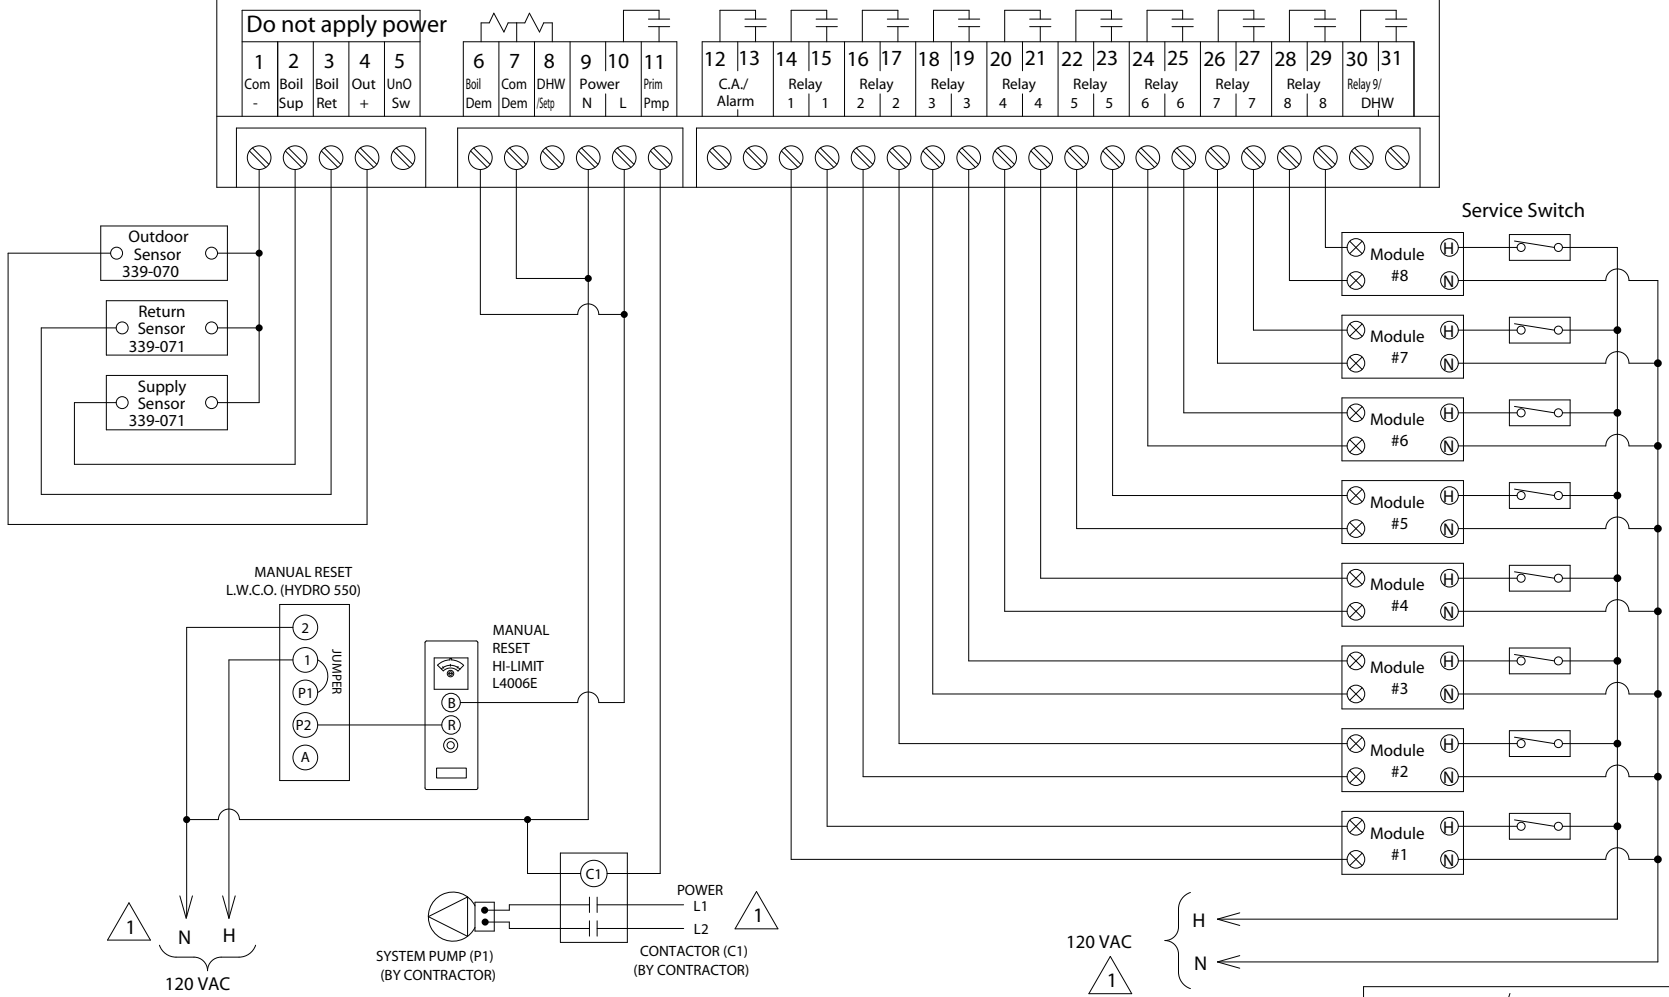 Do not apply power
1 2 3 4 5 6 7 8 9 10 11 12 13 14 15 16 17 18 19 20 21 22 23 24 25 26 27 28 29 30 31
Com Boil Boil Out UnO Boil Com DHW Power Prim C.A./ Relay Relay Relay Relay Relay Relay Relay Relay Relay 9/
- Sup Ret + Sw Dem Dem /Setp N L Pmp Alarm 1 1 2 2 3 3 4 4 5 5 6 6 7 7 8 8 DHW
Service Switch
Outdoor
Sensor
339-070
Return
Sensor
339-071
Supply
Sensor
339-071
Module H
#8 N
Module H
#7 N
Module H
#6 N
Module H
#5 N
Module H
#4 N
Module H
#3 N
Module H
#2 N
Module H
#1 N
MANUAL RESET
L.W.C.O. (HYDRO 550)
2
1
P1
P2
A
JUMPER
MANUAL
RESET
HI-LIMIT
L4006E
B
R
C1
POWER
L1
L2
1
CONTACTOR (C1)
(BY CONTRACTOR)
SYSTEM PUMP (P1)
(BY CONTRACTOR)
1
N H
120 VAC
120 VAC
1
H
N